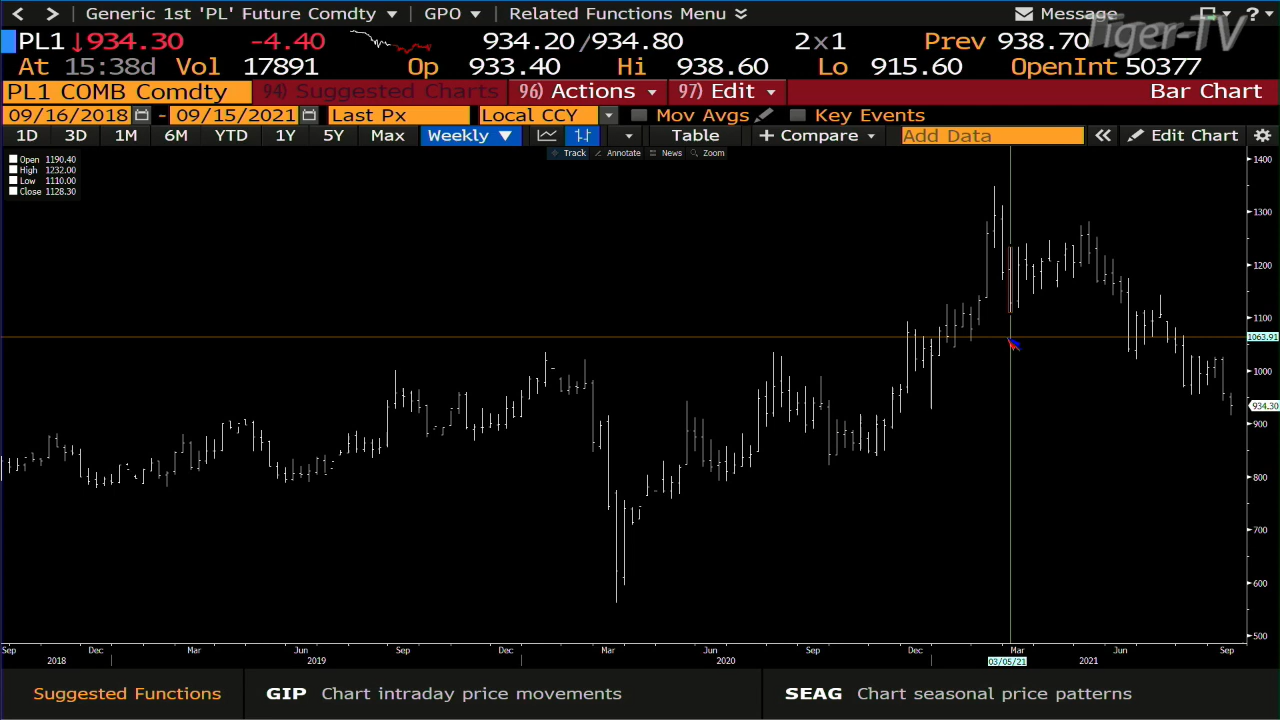 Generic 1st 'PL' Future Comdty GPO Related Functions Menu Message ?
Tiger-TV
PL1 ↓934.30 -4.40 934.20/934.80 2x1 Prev 938.70
At 15:38d Vol 17891 Op 933.40 Hi 938.60 Lo 915.60 OpenInt 50377
PL1 COMB Comdty 94) Suggested Charts 96) Actions 97) Edit Bar Chart
09/16/2018 - 09/15/2021 Last Px Local CCY Mov Avgs Key Events
1D 3D 1M 6M YTD 1Y 5Y Max Weekly Table + Compare Add Data Edit Chart
Track Annotate News Zoom
Open 1190.40
High 1232.00
Low 1110.00
Close 1128.30
1400
1300
1200
1100
1063.91
1000
934.30
900
800
700
600
500
Sep Dec Mar Jun Sep Dec Mar Jun Sep Dec Mar Jun Sep
2018 2019 2020 03/05/21 2021
Suggested Functions GIP Chart intraday price movements SEAG Chart seasonal price patterns